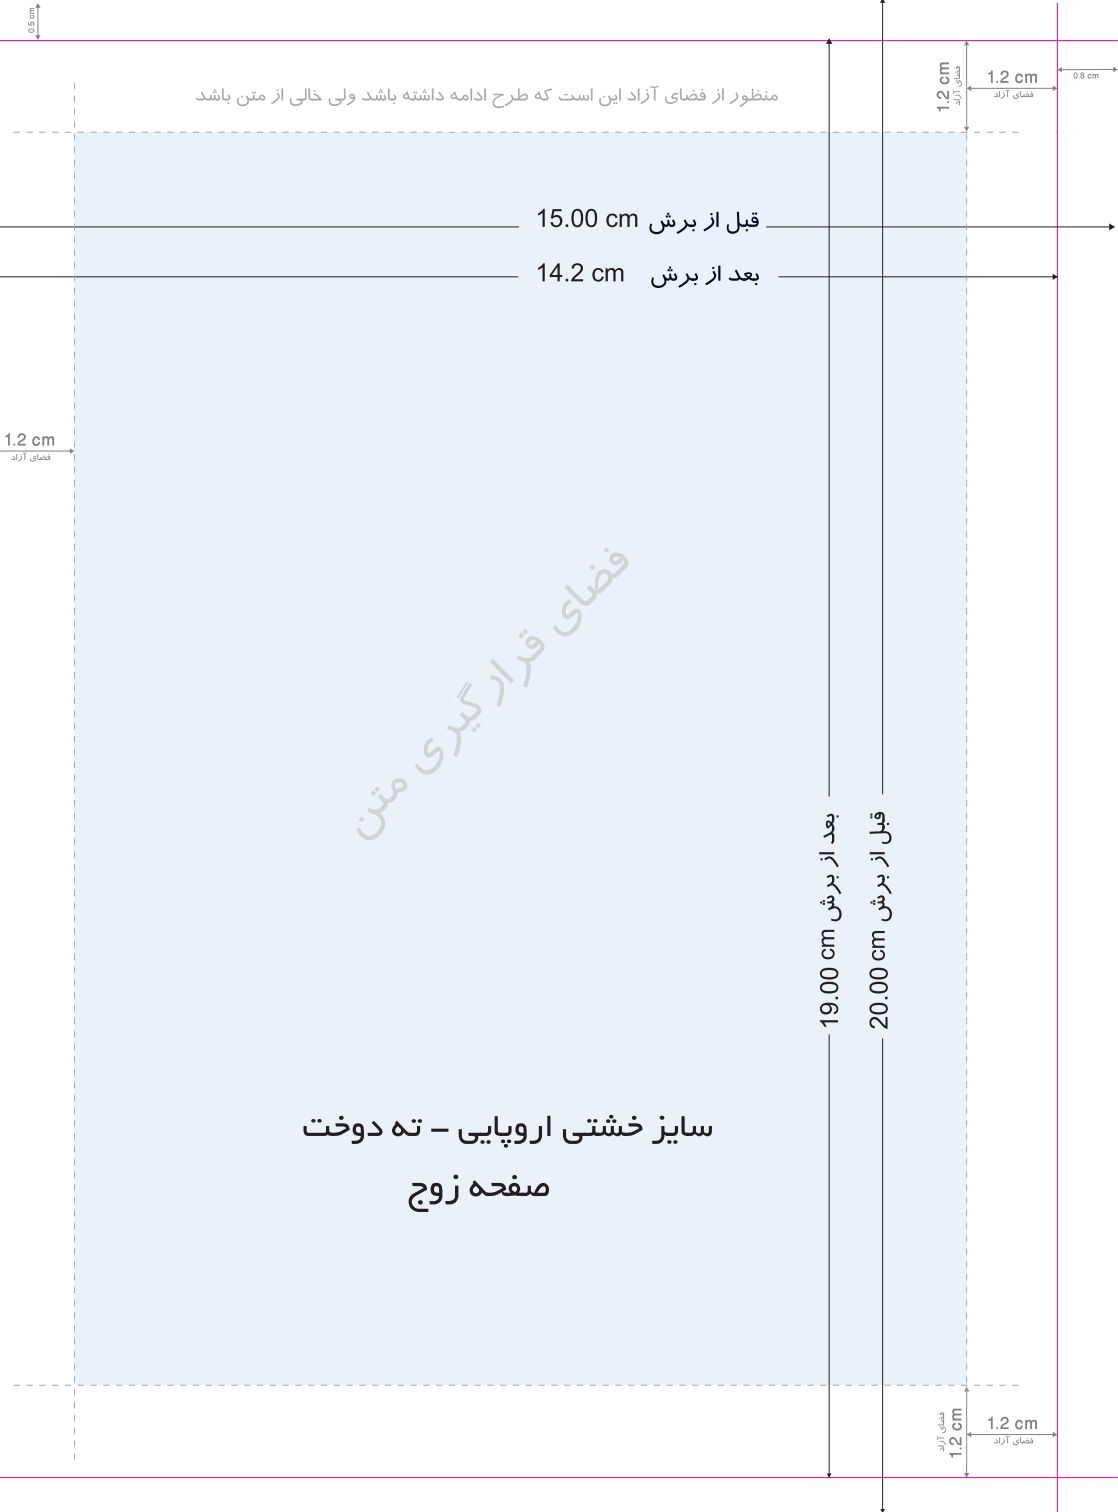 0.5 cm
منظور از فضای آزاد این است که طرح ادامه داشته باشد ولی خالی از متن باشد
1.2 cm
فضای آزاد
1.2 cm
فضای آزاد
0.8 cm
قبل از برش 15.00 cm
بعد از برش 14.2 cm
1.2 cm
فضای آزاد
فضای قرارگیری متن
بعد از برش 19.00 cm
قبل از برش 20.00 cm
سایز خشتی اروپایی - ته دوخت
صفحه زوج
فضای آزاد
1.2 cm
1.2 cm
فضای آزاد